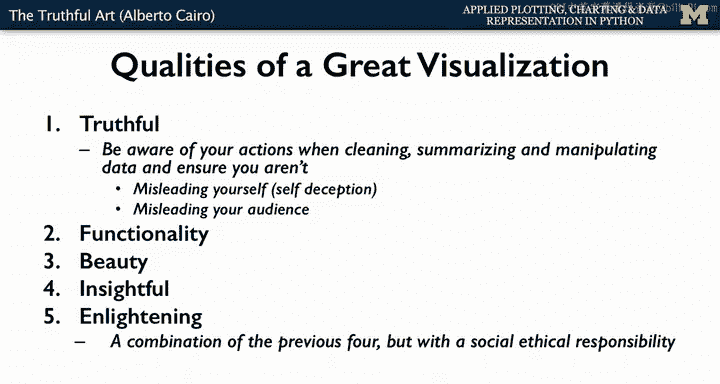 The Truthful Art (Alberto Cairo)
APPLIED PLOTTING, CHARTING & DATA
REPRESENTATION IN PYTHON
M
Qualities of a Great Visualization
1. Truthful
– Be aware of your actions when cleaning, summarizing and manipulating
data and ensure you aren't
• Misleading yourself (self deception)
• Misleading your audience
2. Functionality
3. Beauty
4. Insightful
5. Enlightening
– A combination of the previous four, but with a social ethical responsibility